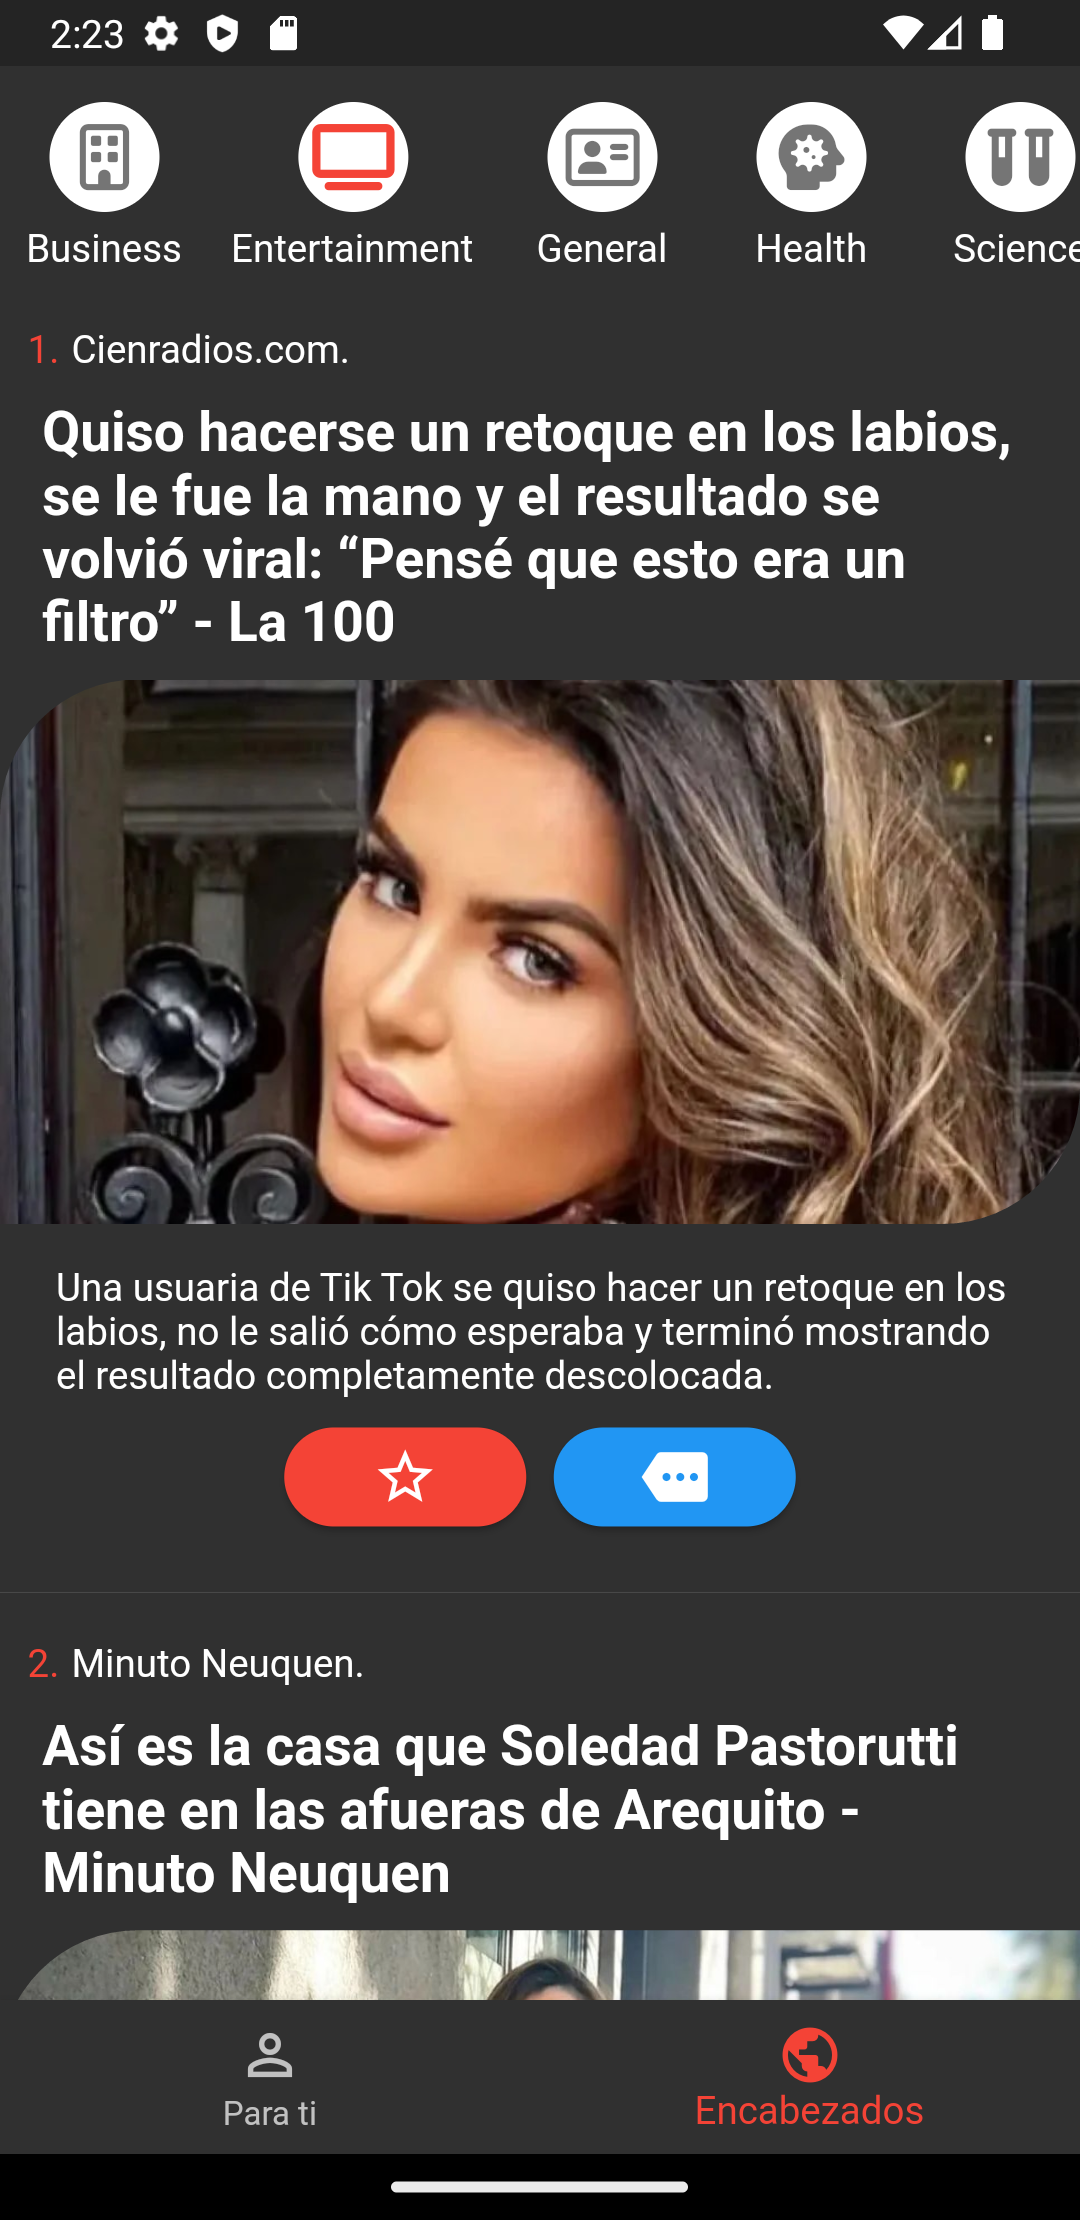 2:23
Business
Entertainment
General
Health
Science
1. Cienradios.com.
Quiso hacerse un retoque en los labios,
se le fue la mano y el resultado se
volvió viral: “Pensé que esto era un
filtro” - La 100
Una usuaria de Tik Tok se quiso hacer un retoque en los
labios, no le salió cómo esperaba y terminó mostrando
el resultado completamente descolocada.
2. Minuto Neuquen.
Así es la casa que Soledad Pastorutti
tiene en las afueras de Arequito -
Minuto Neuquen
Para ti
Encabezados